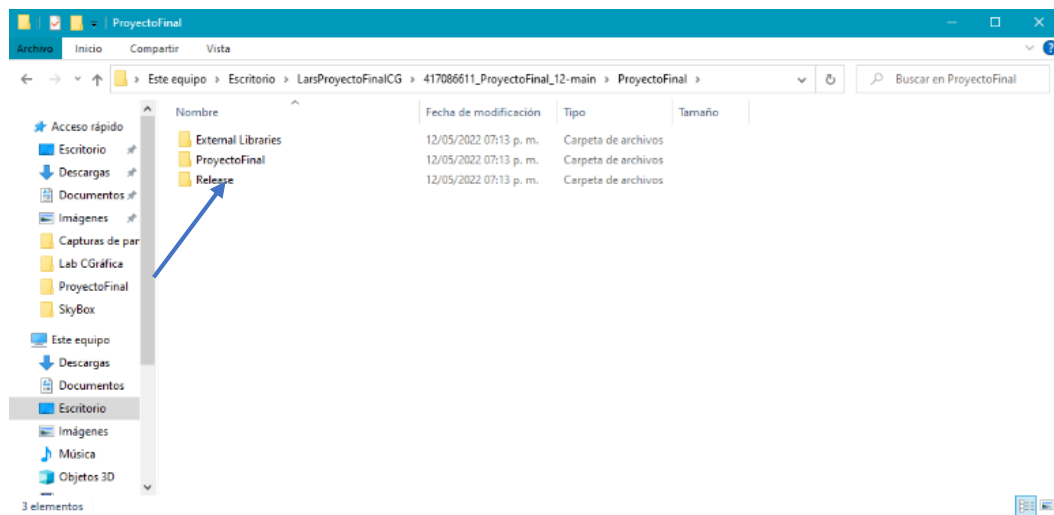 ProyectoFinal
Archivo Inicio Compartir Vista
Este equipo > Escritorio > LarsProyectoFinalCG > 417086611_ProyectoFinal_12-main > ProyectoFinal >
Buscar en ProyectoFinal
Nombre Fecha de modificación Tipo Tamaño
External Libraries 12/05/2022 07:13 p. m. Carpeta de archivos
ProyectoFinal 12/05/2022 07:13 p. m. Carpeta de archivos
Release 12/05/2022 07:13 p. m. Carpeta de archivos
Acceso rápido
Escritorio
Descargas
Documentos
Imágenes
Capturas de par
Lab CGráfica
ProyectoFinal
SkyBox
Este equipo
Descargas
Documentos
Escritorio
Imágenes
Música
Objetos 3D
3 elementos